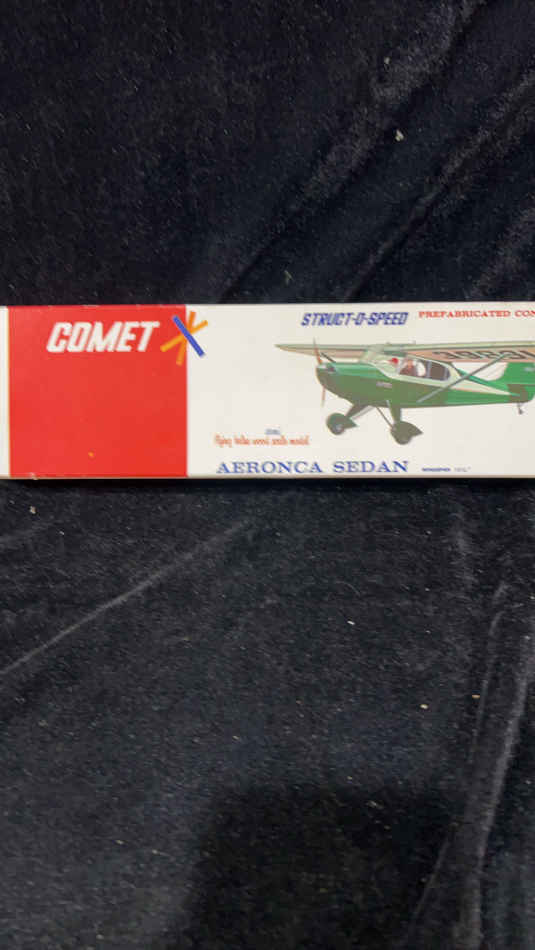 COMET
STRUCT-O-SPEED PREFABRICATED CON
flying balsa wood scale model
AERONCA SEDAN